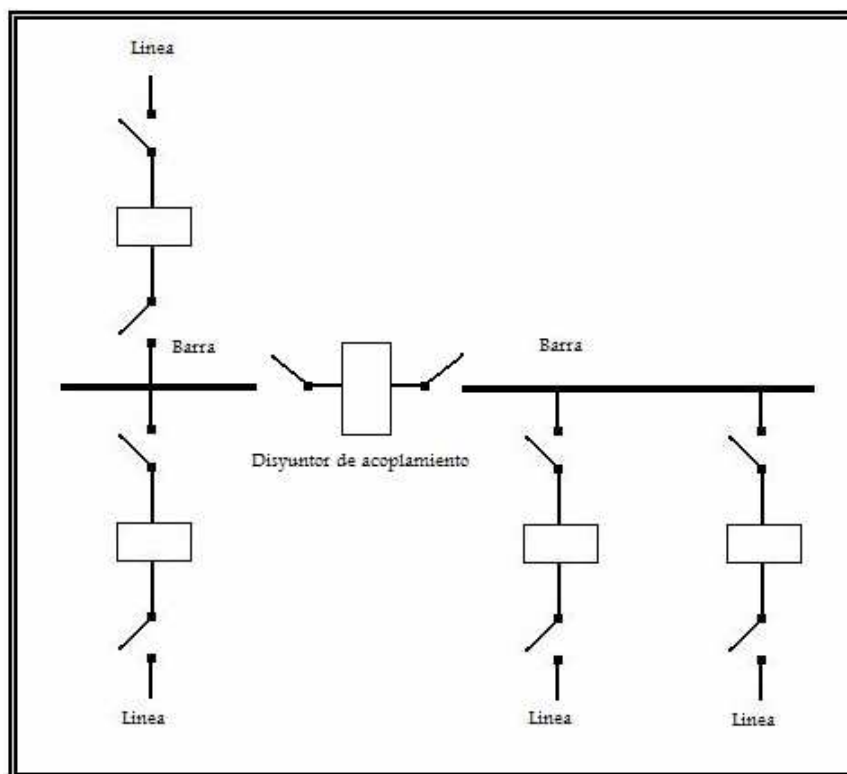 Linea
Barra
Barra
Disyuntor de acoplamiento
Linea
Linea
Linea